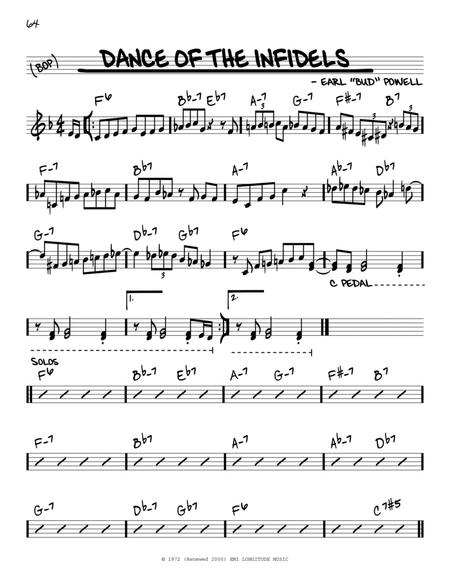 64.
(BOP) DANCE OF THE INFIDELS
- EARL "BUD" POWELL
F6 Bb-7 Eb7 A-7 G-7 F#-7 B7
3 3 3
F-7 Bb7 A-7 Ab-7 Db7
3
G-7 Db-7 Gb7 F6
3
C PEDAL
1. 2.
SOLOS
F6 Bb-7 Eb7 A-7 G-7 F#-7 B7
F-7 Bb7 A-7 Ab-7 Db7
G-7 Db-7 Gb7 F6 C7#5
© 1972 (Renewed 2000) EMI LONGITUDE MUSIC